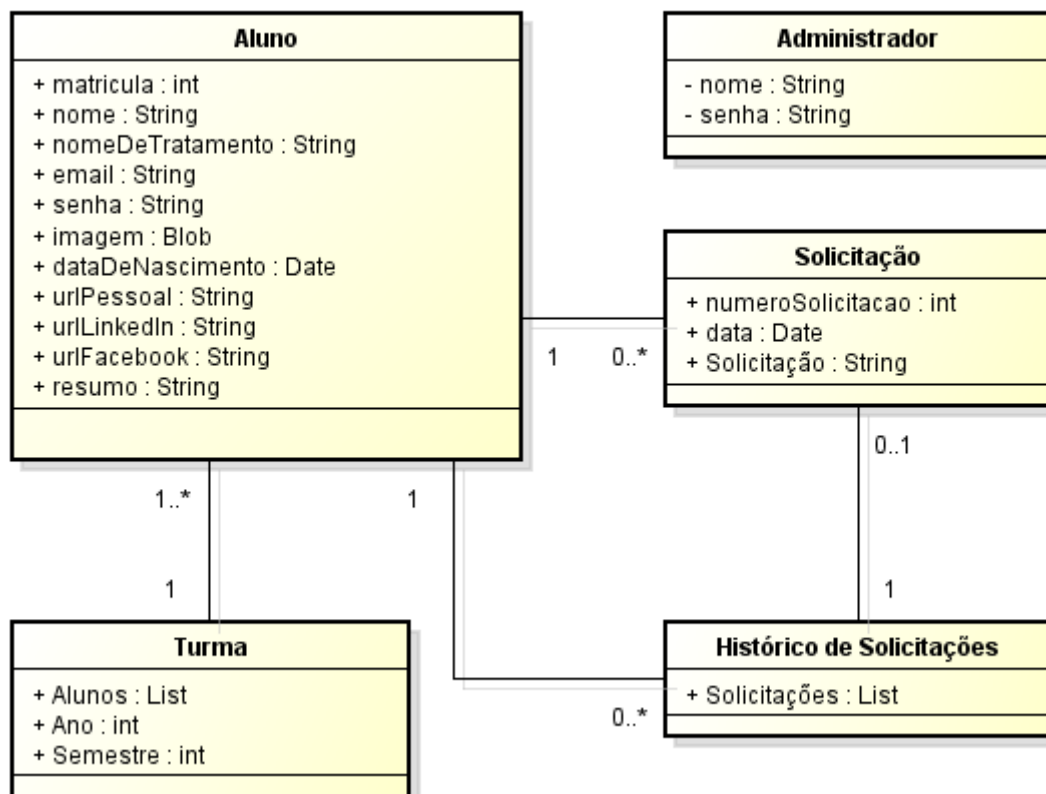 Aluno
+ matricula : int
+ nome : String
+ nomeDeTratamento : String
+ email : String
+ senha : String
+ imagem : Blob
+ dataDeNascimento : Date
+ urlPessoal : String
+ urlLinkedIn : String
+ urlFacebook : String
+ resumo : String
Administrador
- nome : String
- senha : String
Solicitação
+ numeroSolicitacao : int
+ data : Date
+ Solicitação : String
1
0..*
0..1
1
1..*
1
1
0..*
Turma
+ Alunos : List
+ Ano : int
+ Semestre : int
Histórico de Solicitações
+ Solicitações : List